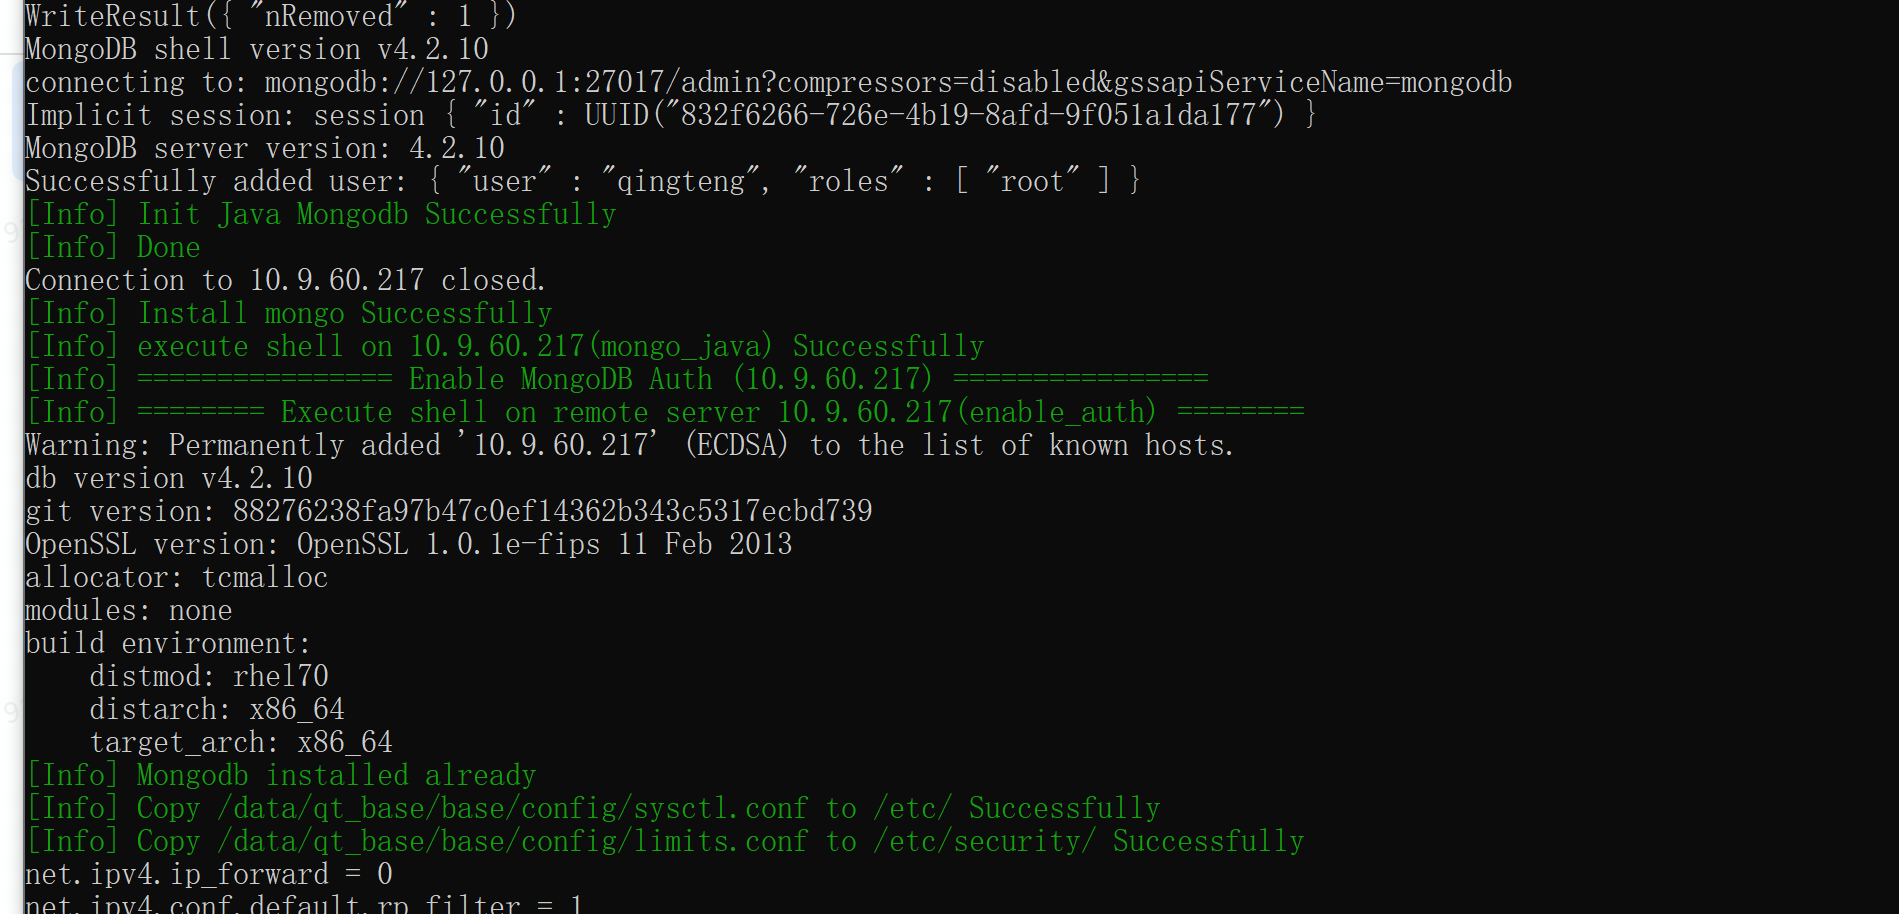 WriteResult({ "nRemoved" : 1 })
MongoDB shell version v4.2.10
connecting to: mongodb://127.0.0.1:27017/admin?compressors=disabled&gssapiServiceName=mongodb
Implicit session: session { "id" : UUID("832f6266-726e-4b19-8afd-9f051a1da177") }
MongoDB server version: 4.2.10
Successfully added user: { "user" : "qingteng", "roles" : [ "root" ] }
[Info] Init Java Mongodb Successfully
[Info] Done
Connection to 10.9.60.217 closed.
[Info] Install mongo Successfully
[Info] execute shell on 10.9.60.217(mongo_java) Successfully
[Info] ================ Enable MongoDB Auth (10.9.60.217) ================
[Info] ======== Execute shell on remote server 10.9.60.217(enable_auth) ========
Warning: Permanently added '10.9.60.217' (ECDSA) to the list of known hosts.
db version v4.2.10
git version: 88276238fa97b47c0ef14362b343c5317ecbd739
OpenSSL version: OpenSSL 1.0.1e-fips 11 Feb 2013
allocator: tcmalloc
modules: none
build environment:
    distmod: rhel70
    distarch: x86_64
    target_arch: x86_64
[Info] Mongodb installed already
[Info] Copy /data/qt_base/base/config/sysctl.conf to /etc/ Successfully
[Info] Copy /data/qt_base/base/config/limits.conf to /etc/security/ Successfully
net.ipv4.ip_forward = 0
net.ipv4.conf.default.rp_filter = 1